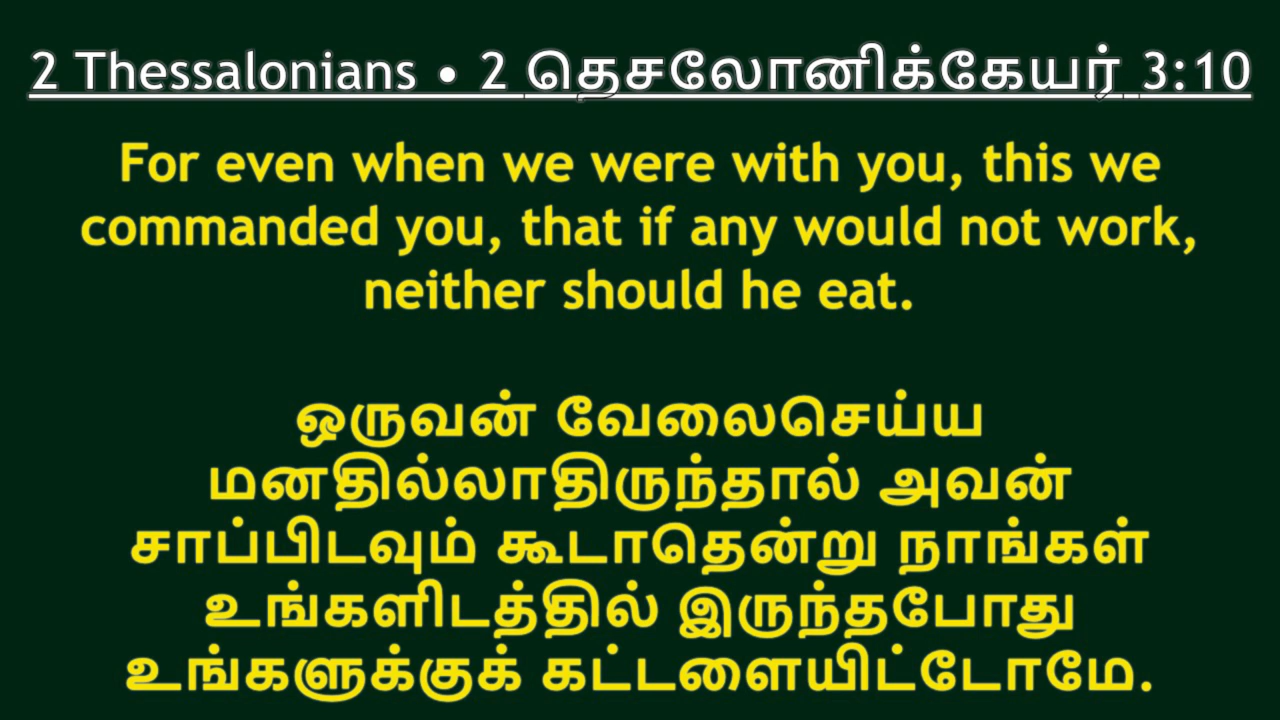 2 Thessalonians • 2 தெசலோனிக்கேயர் 3:10
For even when we were with you, this we
commanded you, that if any would not work,
neither should he eat.
ஒருவன் வேலைசெய்ய
மனதில்லாதிருந்தால் அவன்
சாப்பிடவும் கூடாதென்று நாங்கள்
உங்களிடத்தில் இருந்தபோது
உங்களுக்குக் கட்டளையிட்டோமே.